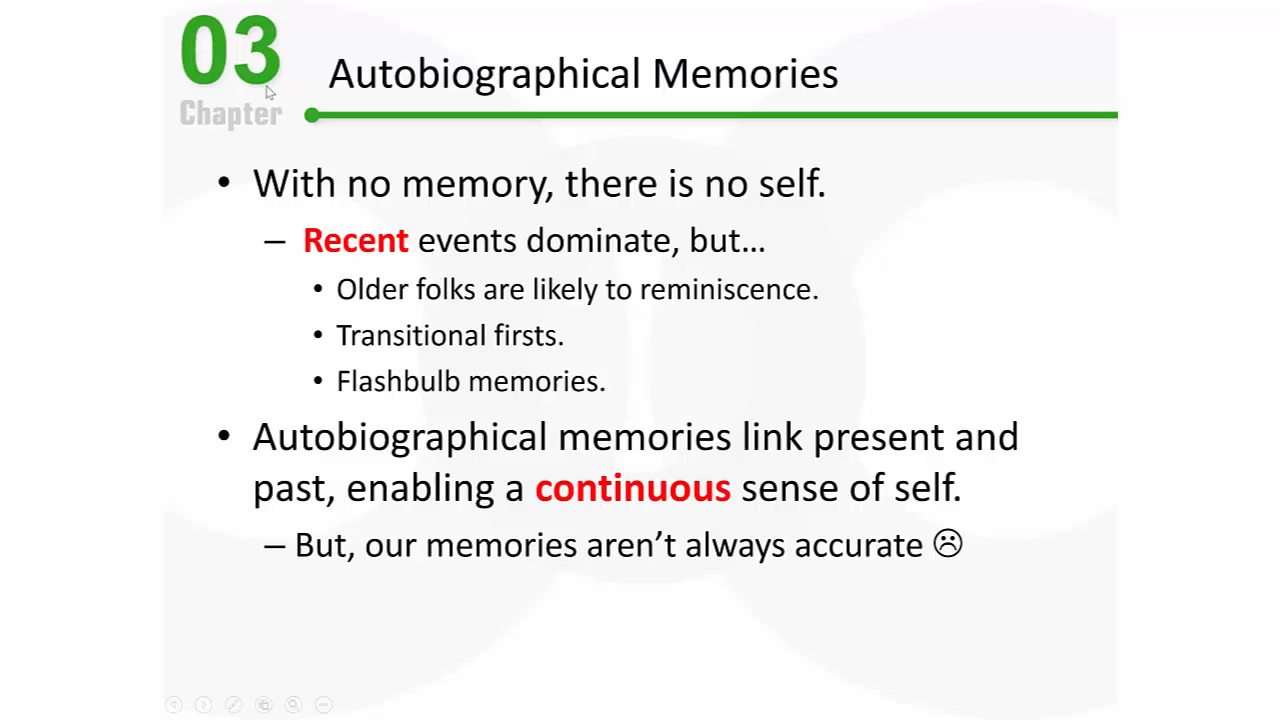 03
Chapter
Autobiographical Memories
• With no memory, there is no self.
– Recent events dominate, but…
• Older folks are likely to reminiscence.
• Transitional firsts.
• Flashbulb memories.
• Autobiographical memories link present and
past, enabling a continuous sense of self.
– But, our memories aren’t always accurate ☹